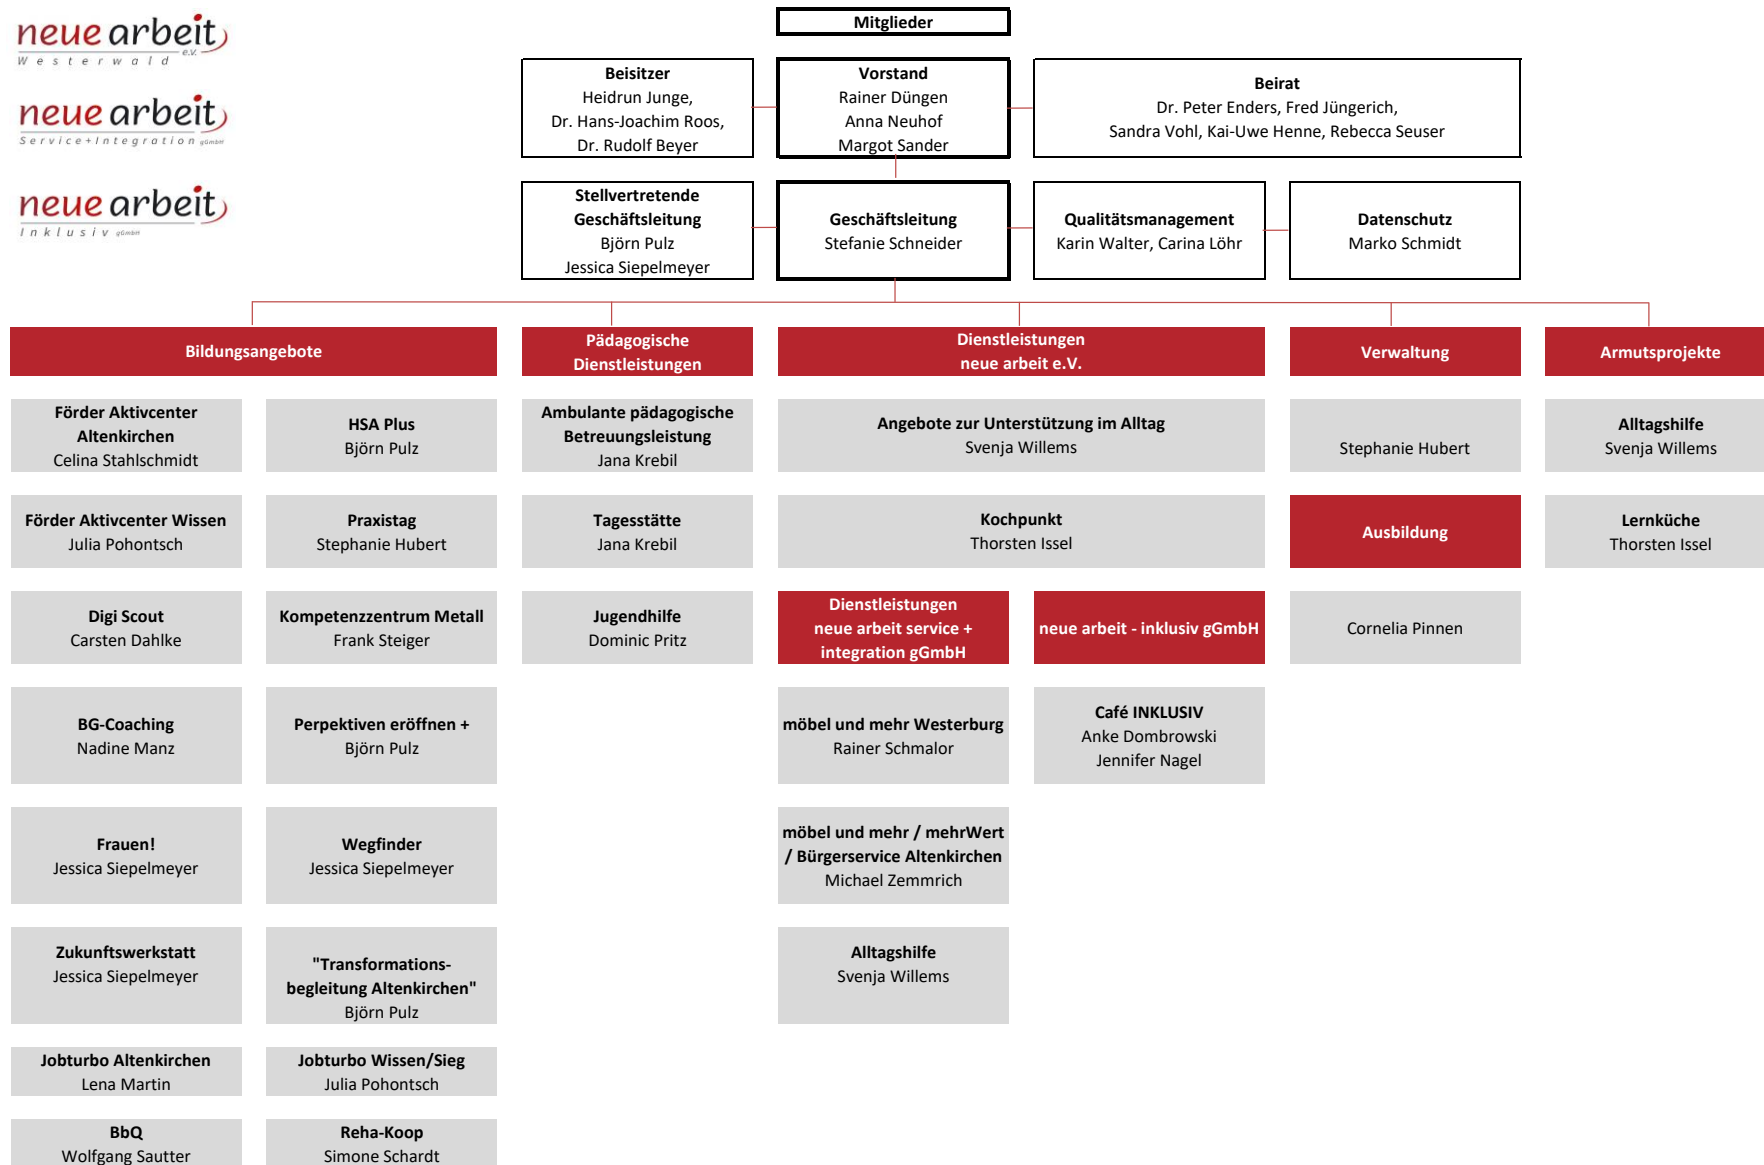 neue arbeit
e.V.
Westerwald
neue arbeit
Service+Integration gGmbH
neue arbeit
Inklusiv gGmbH
Mitglieder
Beisitzer
Heidrun Junge,
Dr. Hans-Joachim Roos,
Dr. Rudolf Beyer
Vorstand
Rainer Düngen
Anna Neuhof
Margot Sander
Beirat
Dr. Peter Enders, Fred Jüngerich,
Sandra Vohl, Kai-Uwe Henne, Rebecca Seuser
Stellvertretende
Geschäftsleitung
Björn Pulz
Jessica Siepelmeyer
Geschäftsleitung
Stefanie Schneider
Qualitätsmanagement
Karin Walter, Carina Löhr
Datenschutz
Marko Schmidt
Bildungsangebote
Förder Aktivcenter
Altenkirchen
Celina Stahlschmidt
HSA Plus
Björn Pulz
Förder Aktivcenter Wissen
Julia Pohontsch
Praxistag
Stephanie Hubert
Digi Scout
Carsten Dahlke
Kompetenzzentrum Metall
Frank Steiger
BG-Coaching
Nadine Manz
Perpektiven eröffnen +
Björn Pulz
Frauen!
Jessica Siepelmeyer
Wegfinder
Jessica Siepelmeyer
Zukunftswerkstatt
Jessica Siepelmeyer
"Transformations-
begleitung Altenkirchen"
Björn Pulz
Jobturbo Altenkirchen
Lena Martin
Jobturbo Wissen/Sieg
Julia Pohontsch
BbQ
Wolfgang Sautter
Reha-Koop
Simone Schardt
Pädagogische
Dienstleistungen
Ambulante pädagogische
Betreuungsleistung
Jana Krebil
Tagesstätte
Jana Krebil
Jugendhilfe
Dominic Pritz
Dienstleistungen
neue arbeit e.V.
Angebote zur Unterstützung im Alltag
Svenja Willems
Kochpunkt
Thorsten Issel
Dienstleistungen
neue arbeit service +
integration gGmbH
möbel und mehr Westerburg
Rainer Schmalor
möbel und mehr / mehrWert
/ Bürgerservice Altenkirchen
Michael Zemmrich
Alltagshilfe
Svenja Willems
neue arbeit - inklusiv gGmbH
Café INKLUSIV
Anke Dombrowski
Jennifer Nagel
Verwaltung
Stephanie Hubert
Ausbildung
Cornelia Pinnen
Armutsprojekte
Alltagshilfe
Svenja Willems
Lernküche
Thorsten Issel